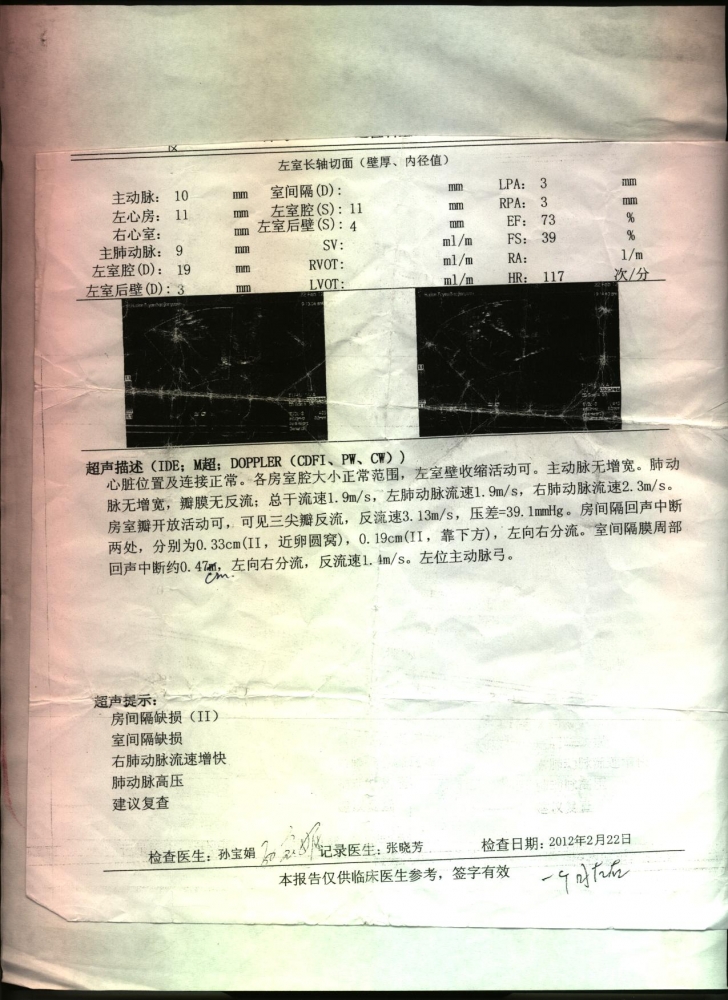 左室长轴切面（壁厚、内径值）
主动脉： 10 mm 室间隔(D)： mm LPA： 3 mm
左心房： 11 mm 左室腔(S)： 11 mm RPA： 3 mm
右心室： mm 左室后壁(S)： 4 mm EF： 73 %
主肺动脉： 9 mm SV： ml/m FS： 39 %
左室腔(D)： 19 mm RVOT： ml/m RA： l/m
左室后壁(D)： 3 mm LVOT： ml/m HR： 117 次/分
超声描述（IDE；M超；DOPPLER（CDFI、PW、CW））
心脏位置及连接正常。各房室腔大小正常范围，左室壁收缩活动可。主动脉无增宽。肺动
脉无增宽，瓣膜无反流；总干流速1.9m/s，左肺动脉流速1.9m/s，右肺动脉流速2.3m/s。
房室瓣开放活动可，可见三尖瓣反流，反流速3.13m/s，压差=39.1mmHg。房间隔回声中断
两处，分别为0.33cm(II，近卵圆窝)，0.19cm(II，靠下方)，左向右分流。室间隔膜周部
回声中断约0.47m，左向右分流，反流速1.4m/s。左位主动脉弓。
cm.
超声提示：
房间隔缺损（II）
室间隔缺损
右肺动脉流速增快
肺动脉高压
建议复查
检查医生：孙宝娟 记录医生：张晓芳 检查日期：2012年2月22日
本报告仅供临床医生参考，签字有效 一个月左右